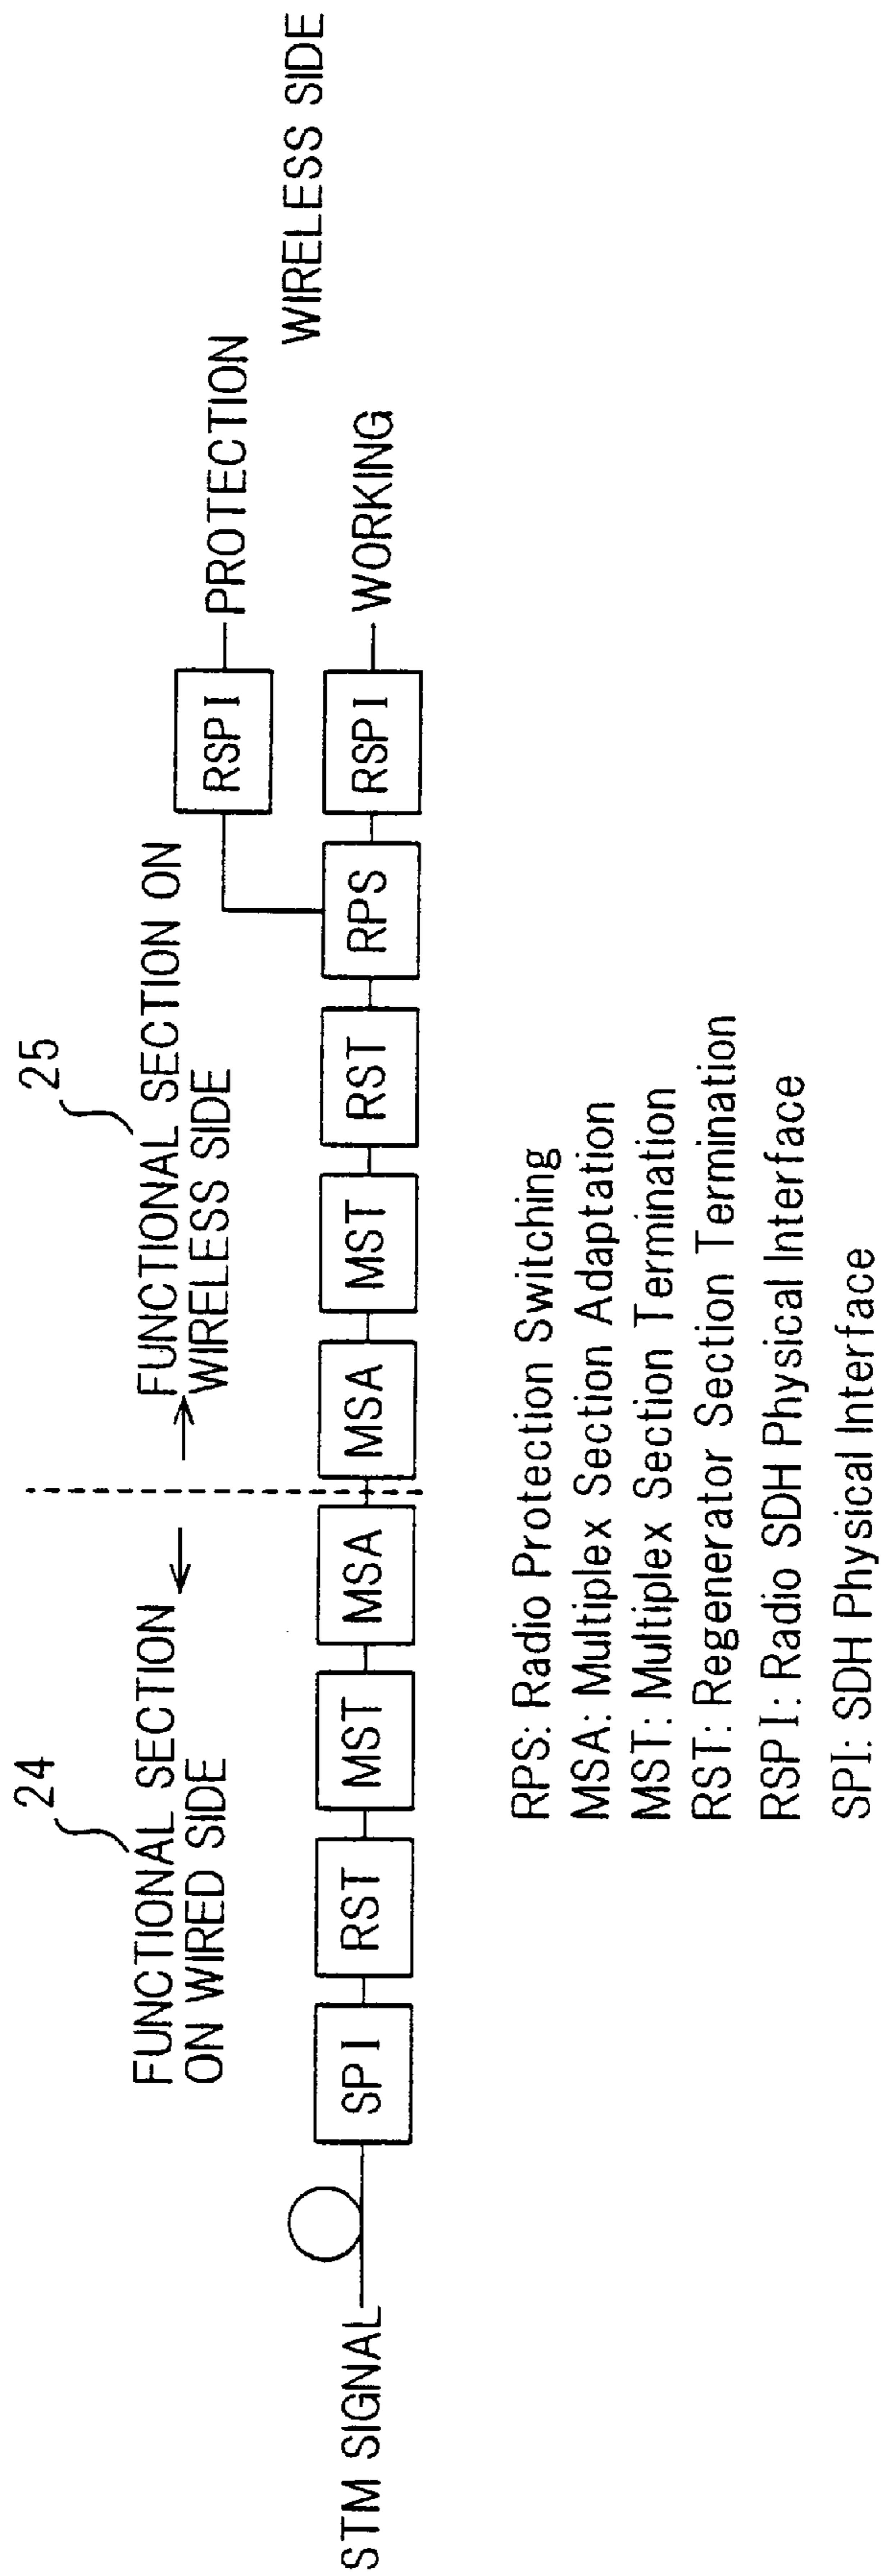 24
FUNCTIONAL SECTION
ON WIRED SIDE
25
FUNCTIONAL SECTION ON
WIRELESS SIDE
RSPI
PROTECTION
WIRELESS SIDE
STM SIGNAL
SPI
RST
MST
MSA
MSA
MST
RST
RPS
RSPI
WORKING
RPS: Radio Protection Switching
MSA: Multiplex Section Adaptation
MST: Multiplex Section Termination
RST: Regenerator Section Termination
RSPI: Radio SDH Physical Interface
SPI: SDH Physical Interface